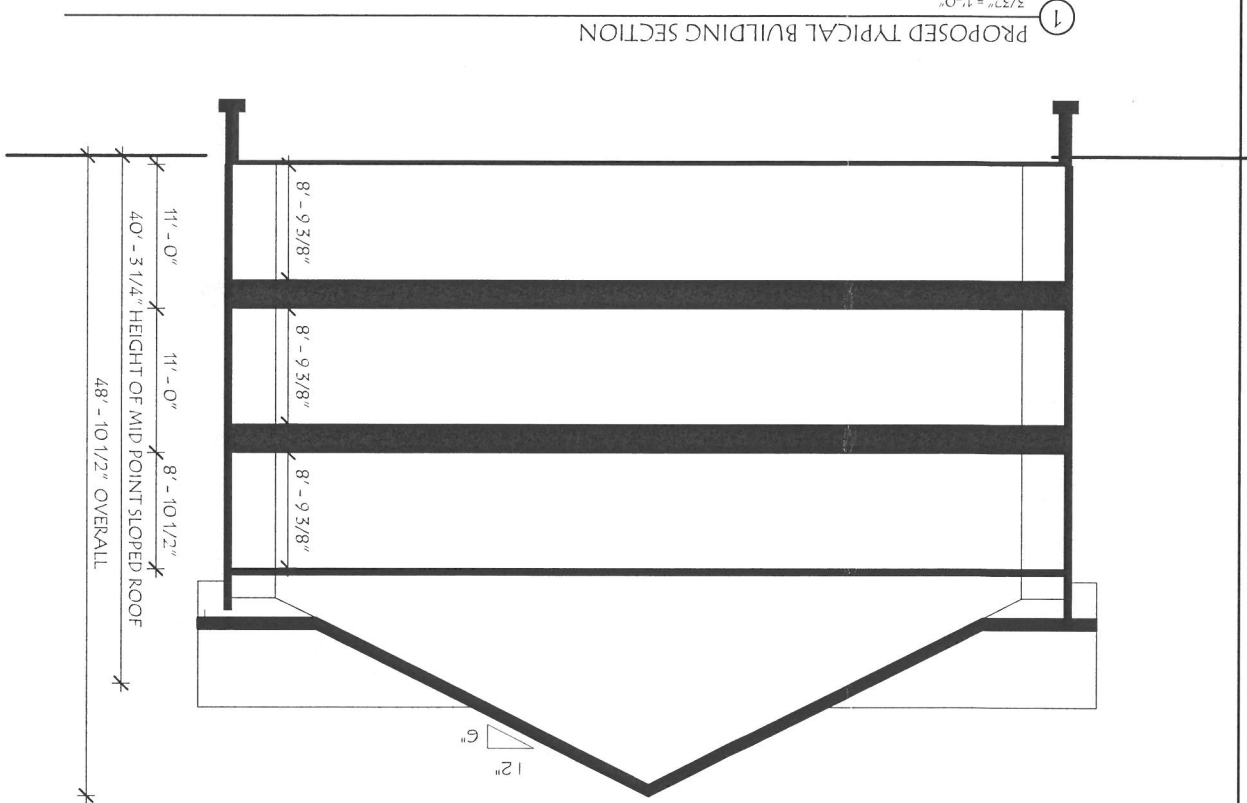 12"
6"
8' - 9 3/8"
8' - 9 3/8"
8' - 9 3/8"
8' - 10 1/2"
11' - 0"
11' - 0"
40' - 3 1/4" HEIGHT OF MID POINT SLOPED ROOF
48' - 10 1/2" OVERALL
1
PROPOSED TYPICAL BUILDING SECTION
3/32" = 1'-0"